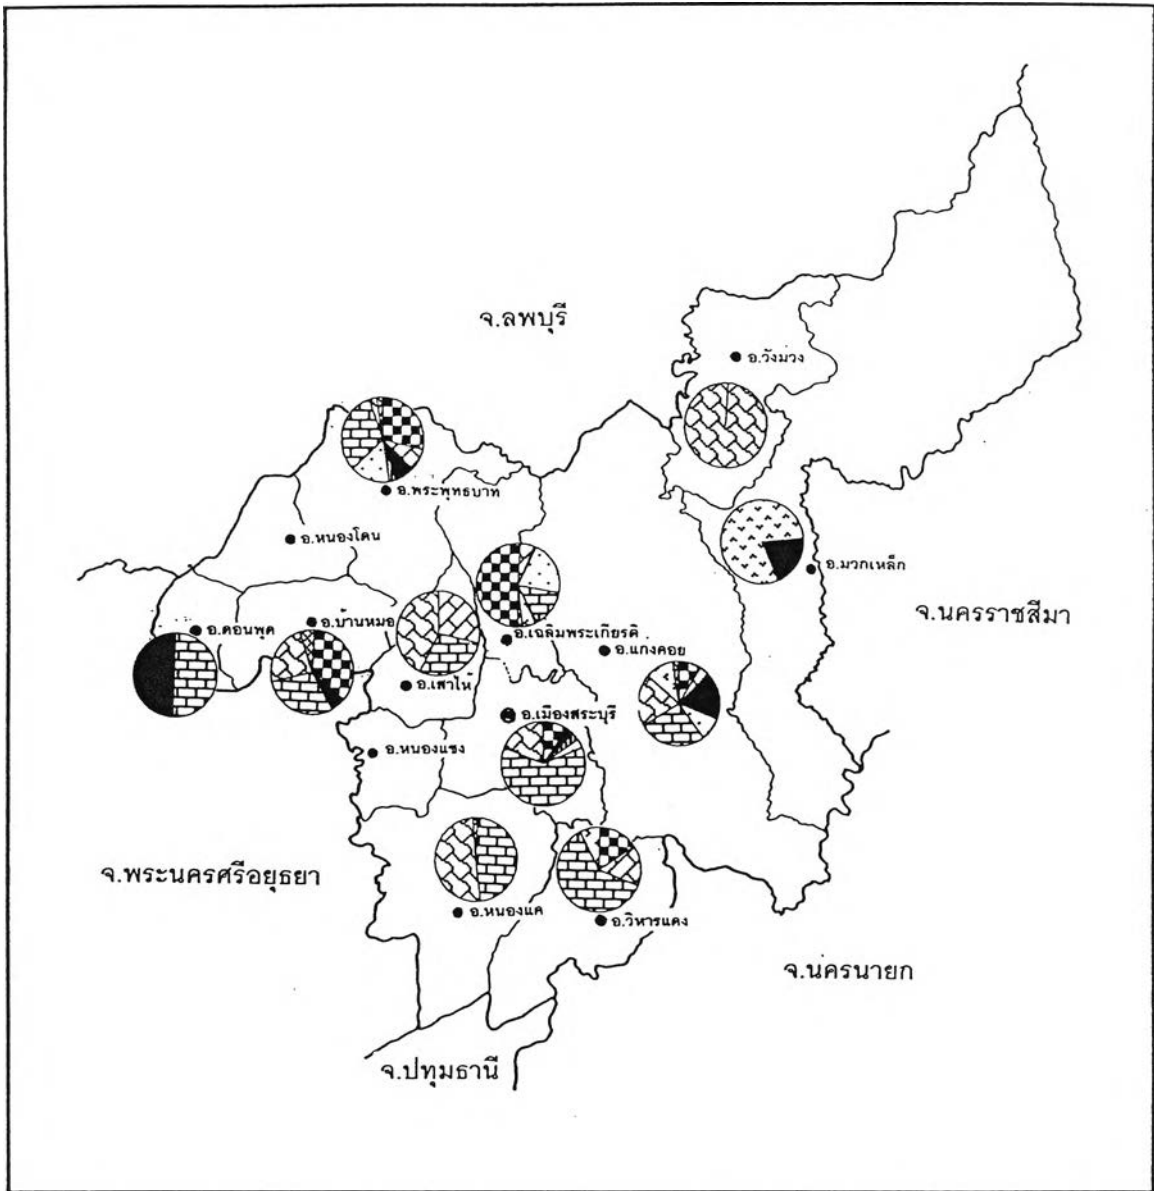 จ.ลพบุรี
อ.วังม่วง
อ.พระพุทธบาท
อ.หนองโดน
อ.มวกเหล็ก
จ.นครราชสีมา
อ.ดอนพุด
อ.บ้านหมอ
อ.เฉลิมพระเกียรติ
อ.แก่งคอย
อ.เสาไห้
อ.เมืองสระบุรี
อ.หนองแซง
จ.พระนครศรีอยุธยา
อ.หนองแค
อ.วิหารแดง
จ.นครนายก
จ.ปทุมธานี